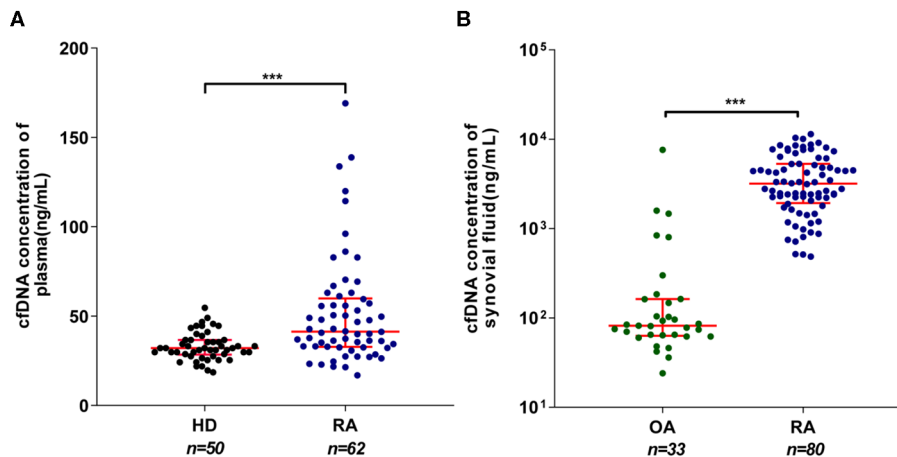 A
cfDNA concentration of
plasma(ng/mL)
200
150
100
50
0
***
HD
RA
n=50
n=62
B
cfDNA concentration of
synovial fluid(ng/mL)
10⁵
10⁴
10³
10²
10¹
***
OA
RA
n=33
n=80